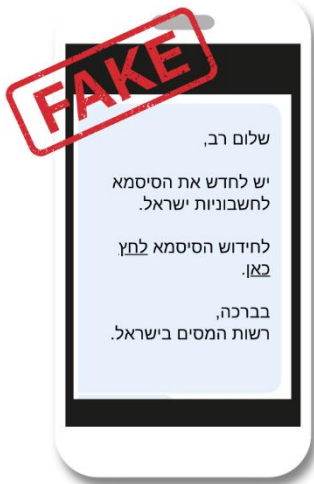 FAKE
שלום רב,
יש לחדש את הסיסמא
לחשבוניות ישראל.
לחידוש הסיסמא לחץ
כאן.
בברכה,
רשות המסים בישראל.